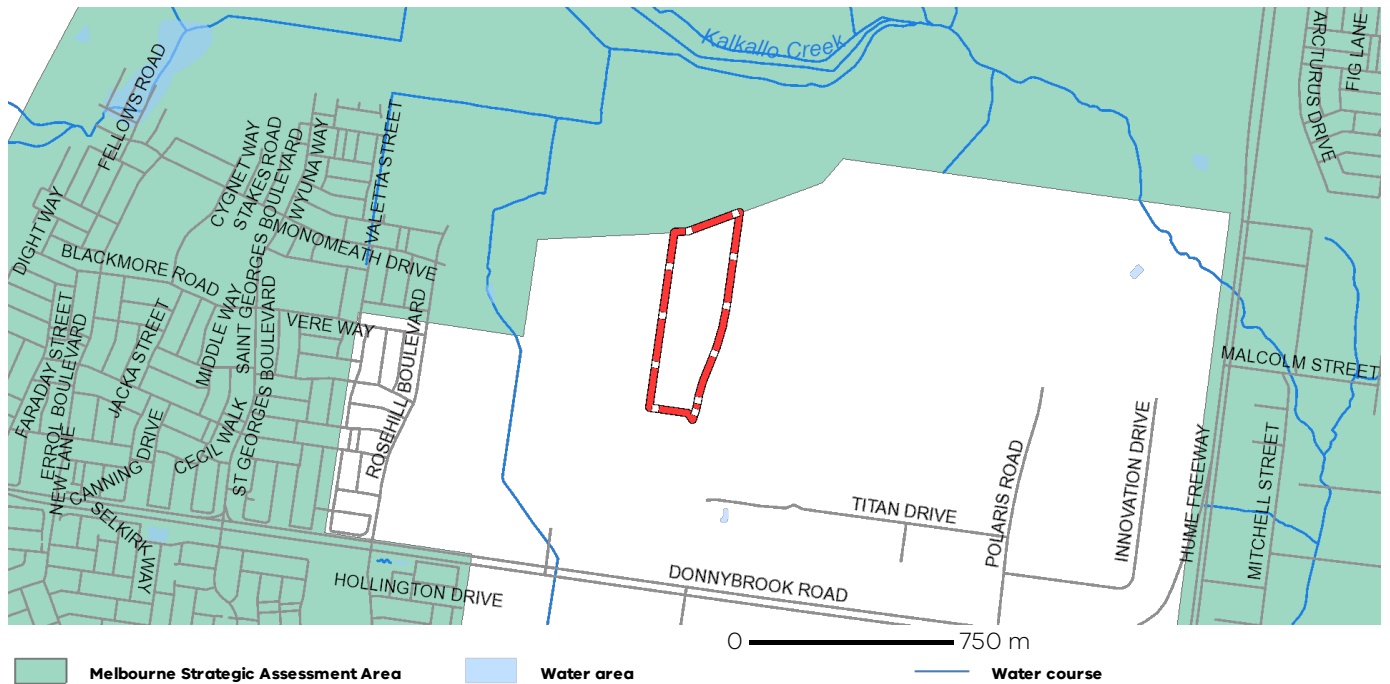 Kalkallo Creek
ARCTURUS DRIVE
FIG LANE
FELLOWS ROAD
CYGNET WAY
STAKES ROAD
SAINT GEORGES BOULEVARD
WYUNA WAY
VALETTA STREET
MONOMEATH DRIVE
DIGHT WAY
BLACKMORE ROAD
MIDDLE WAY
VERE WAY
JACKA STREET
FARADAY STREET
ERROL BOULEVARD
NEW LANE
CANNING DRIVE
CECIL WALK
ST GEORGES BOULEVARD
ROSEHILL BOULEVARD
SELKIRK WAY
HOLLINGTON DRIVE
DONNYBROOK ROAD
TITAN DRIVE
POLARIS ROAD
INNOVATION DRIVE
HUME FREEWAY
MITCHELL STREET
MALCOLM STREET
0 750 m
Melbourne Strategic Assessment Area
Water area
Water course